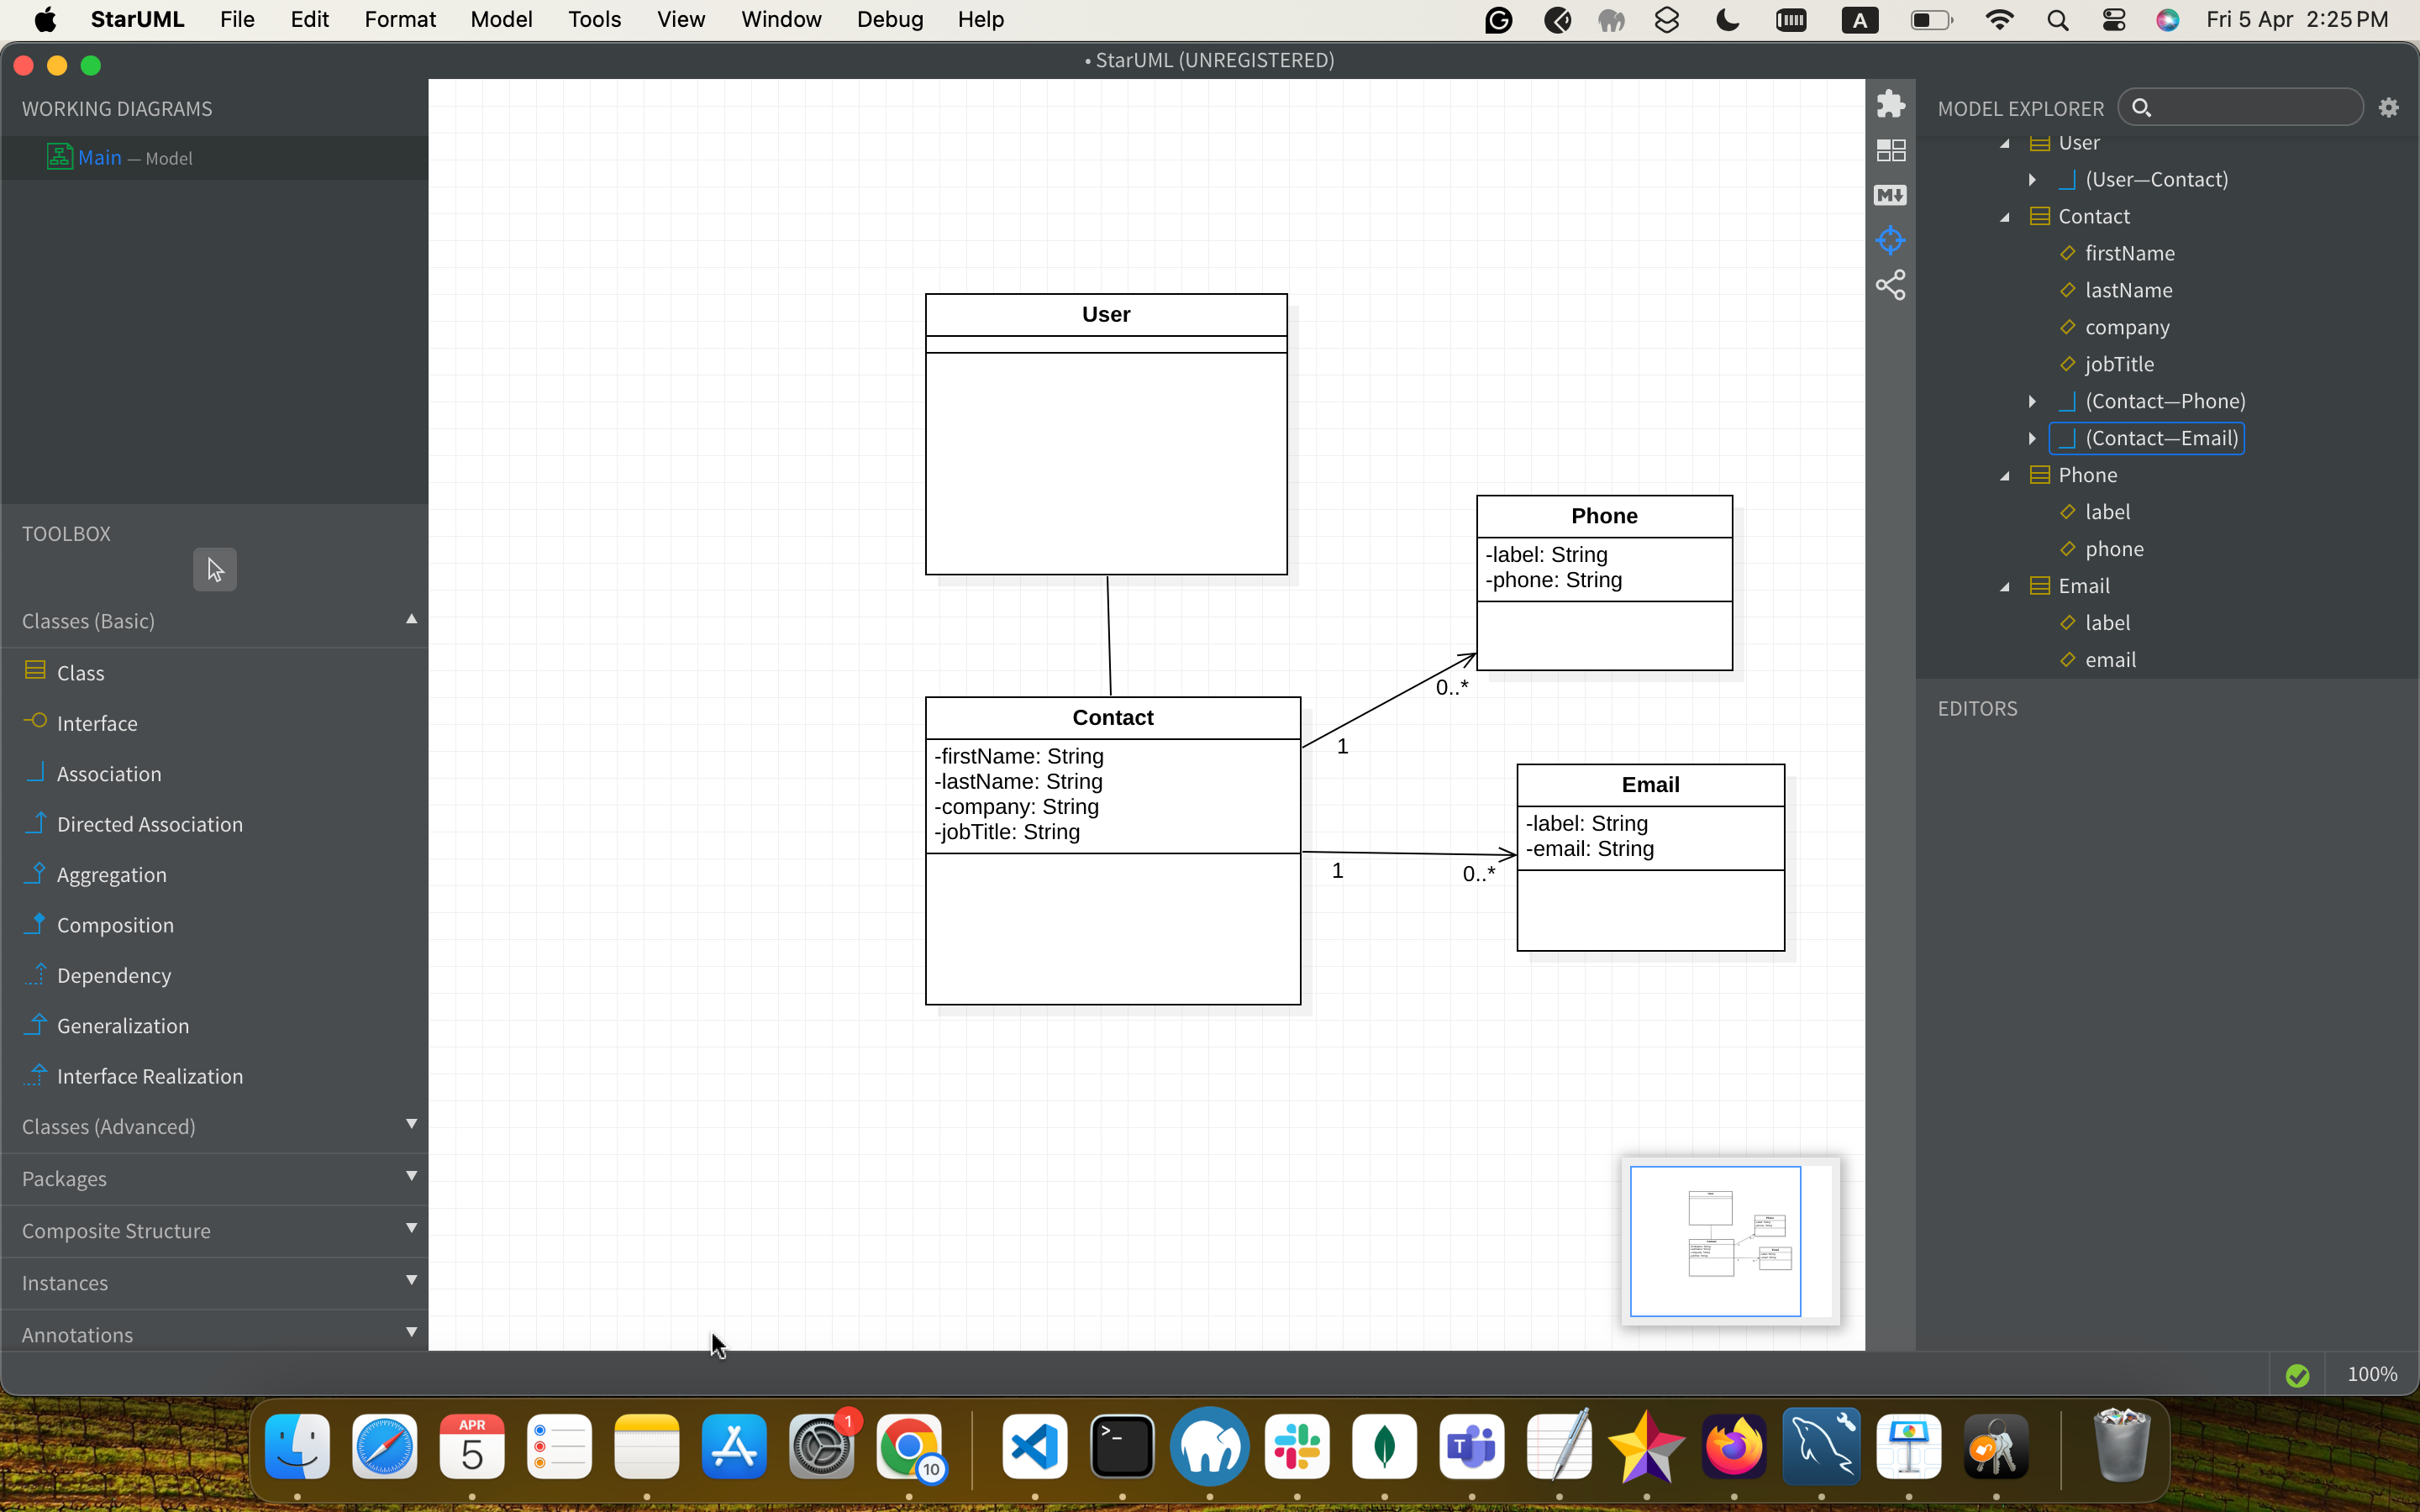 StarUML File Edit Format Model Tools View Window Debug Help
A
Fri 5 Apr 2:25 PM
• StarUML (UNREGISTERED)
WORKING DIAGRAMS
Main — Model
TOOLBOX
Classes (Basic)
Class
Interface
Association
Directed Association
Aggregation
Composition
Dependency
Generalization
Interface Realization
Classes (Advanced)
Packages
Composite Structure
Instances
Annotations
User
Contact
-firstName: String
-lastName: String
-company: String
-jobTitle: String
Phone
-label: String
-phone: String
0..*
1
Email
-label: String
-email: String
1
0..*
M
MODEL EXPLORER
User
(User—Contact)
Contact
firstName
lastName
company
jobTitle
(Contact—Phone)
(Contact—Email)
Phone
label
phone
Email
label
email
EDITORS
100%
APR
5
1
10
>_
T